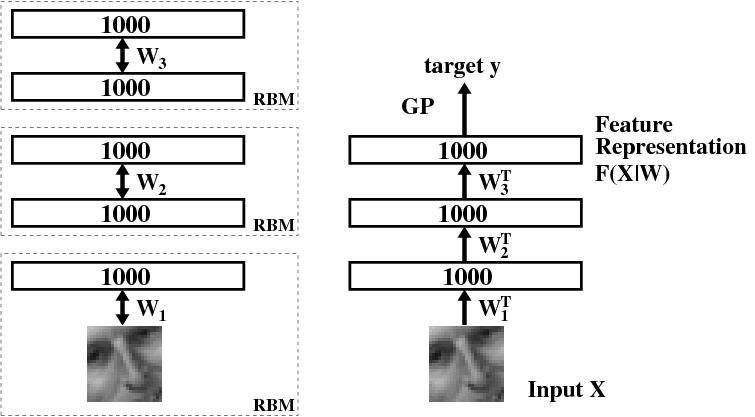 1000
W3
1000
RBM
1000
W2
1000
RBM
1000
W1
RBM
target y
GP
1000
Feature
Representation
F(X|W)
W3T
1000
W2T
1000
W1T
Input X